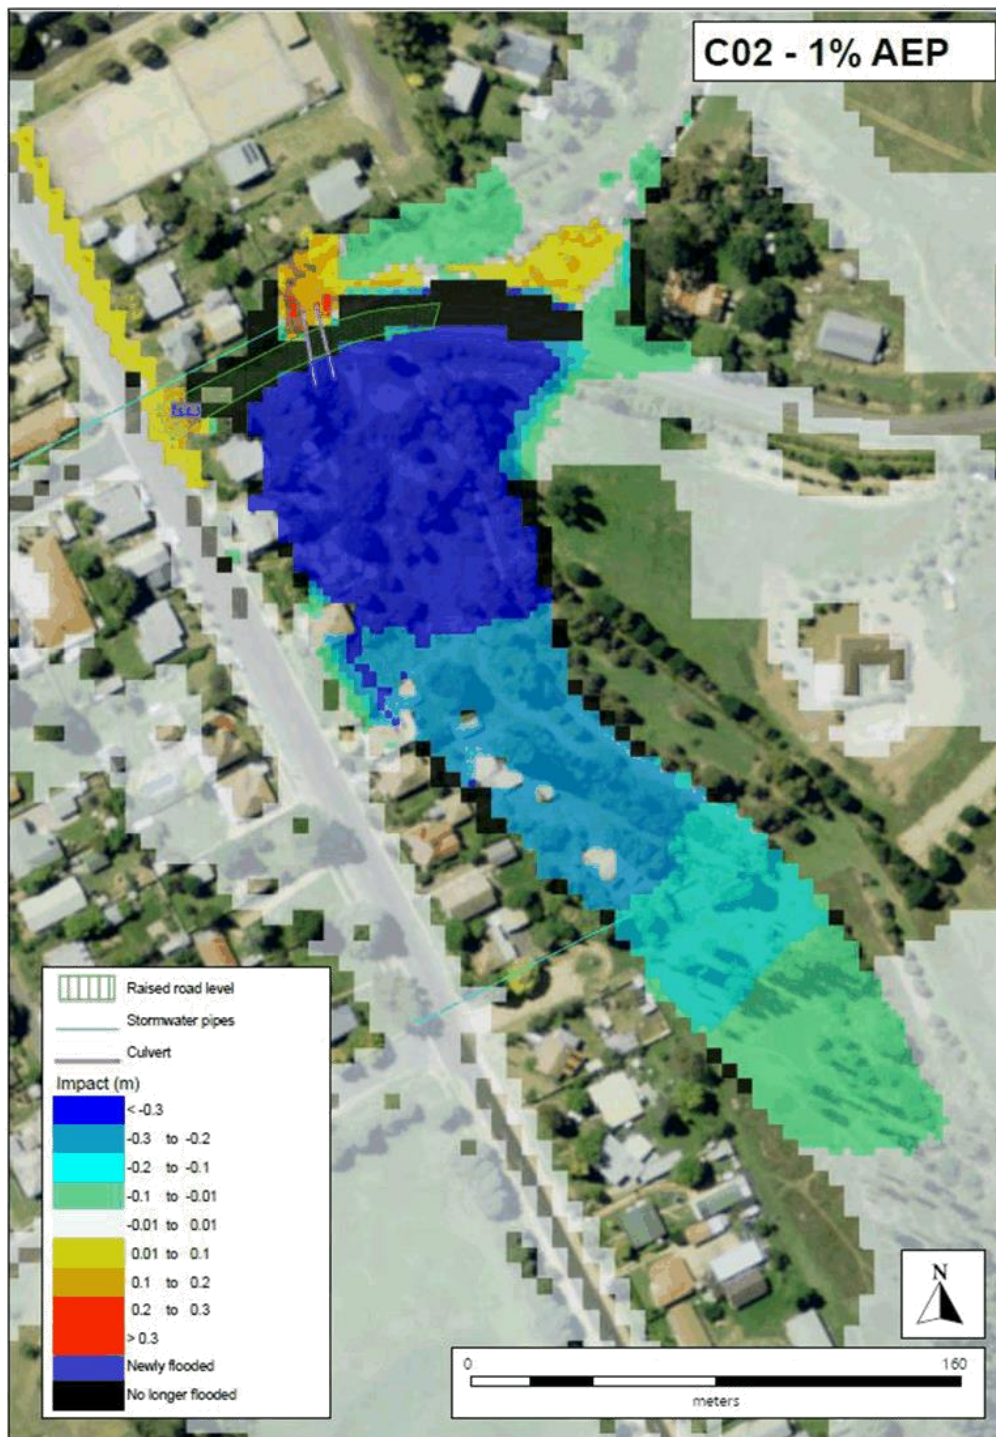 C02 - 1% AEP
Raised road level
Stormwater pipes
Culvert
Impact (m)
< -0.3
-0.3 to -0.2
-0.2 to -0.1
-0.1 to -0.01
-0.01 to 0.01
0.01 to 0.1
0.1 to 0.2
0.2 to 0.3
> 0.3
Newly flooded
No longer flooded
N
0 160
meters